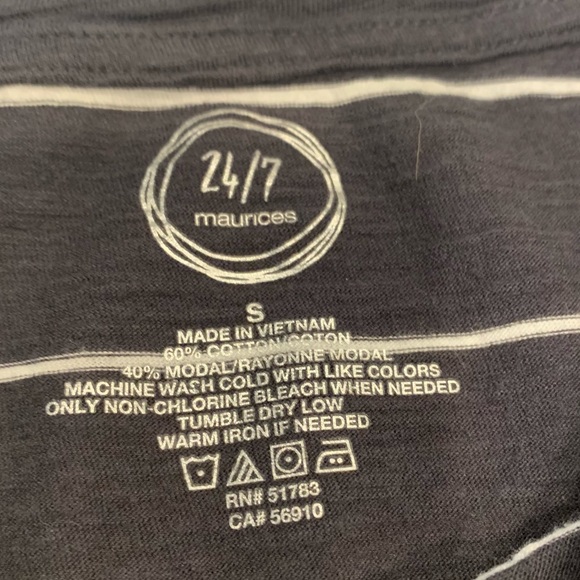 24/7
maurices
S
MADE IN VIETNAM
60% COTTON/COTON
40% MODAL/RAYONNE MODAL
MACHINE WASH COLD WITH LIKE COLORS
ONLY NON-CHLORINE BLEACH WHEN NEEDED
TUMBLE DRY LOW
WARM IRON IF NEEDED
RN# 51783
CA# 56910